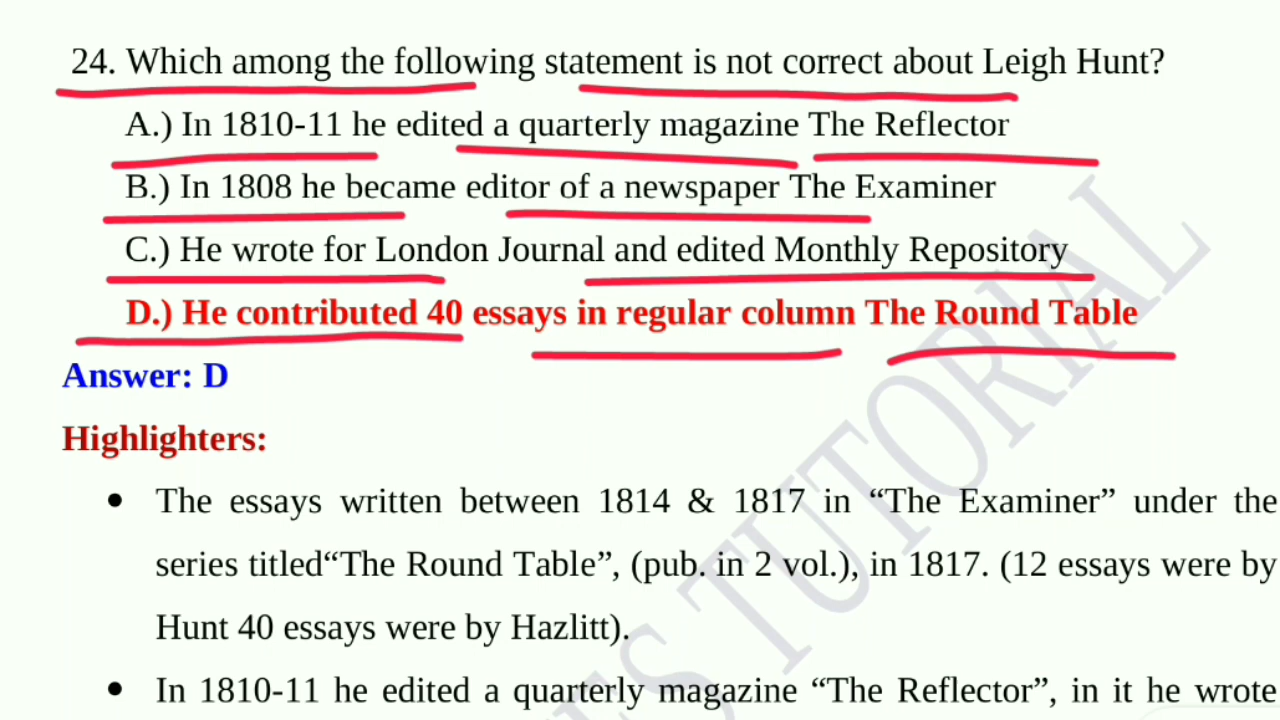 24. Which among the following statement is not correct about Leigh Hunt?
A.) In 1810-11 he edited a quarterly magazine The Reflector
B.) In 1808 he became editor of a newspaper The Examiner
C.) He wrote for London Journal and edited Monthly Repository
D.) He contributed 40 essays in regular column The Round Table
Answer: D
Highlighters:
• The essays written between 1814 & 1817 in “The Examiner” under the
series titled“The Round Table”, (pub. in 2 vol.), in 1817. (12 essays were by
Hunt 40 essays were by Hazlitt).
• In 1810-11 he edited a quarterly magazine “The Reflector”, in it he wrote
TUTORIAL